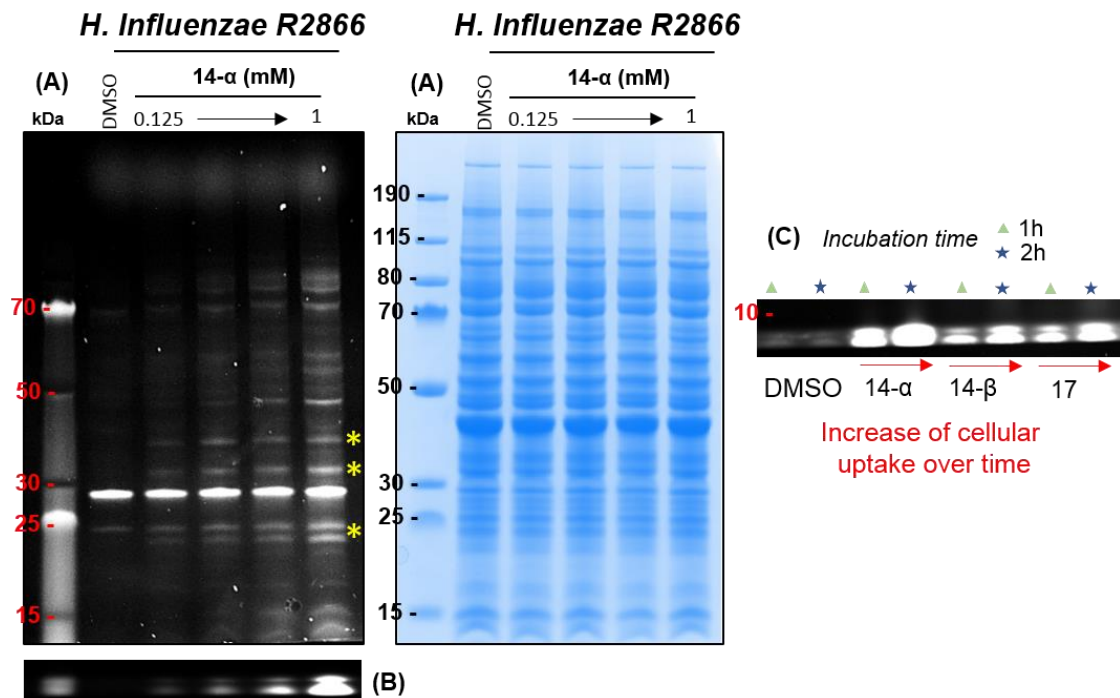 H. Influenzae R2866
(A)
14-α (mM)
kDa
DMSO
0.125
1
70 -
50 -
30 -
25 -
15 -
*
*
*
(B)
H. Influenzae R2866
(A)
14-α (mM)
kDa
DMSO
0.125
1
190 -
115 -
80 -
70 -
50 -
30 -
25 -
15 -
(C) Incubation time
1h
2h
10 -
DMSO 14-α 14-β 17
Increase of cellular
uptake over time